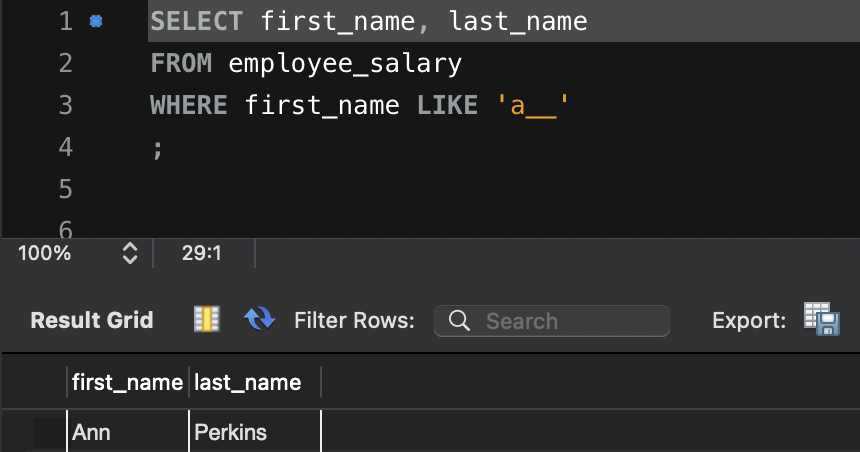 1 SELECT first_name, last_name
2 FROM employee_salary
3 WHERE first_name LIKE 'a__'
4 ;
5
6
100% 29:1
Result Grid Filter Rows: Search Export:
first_name last_name
Ann Perkins